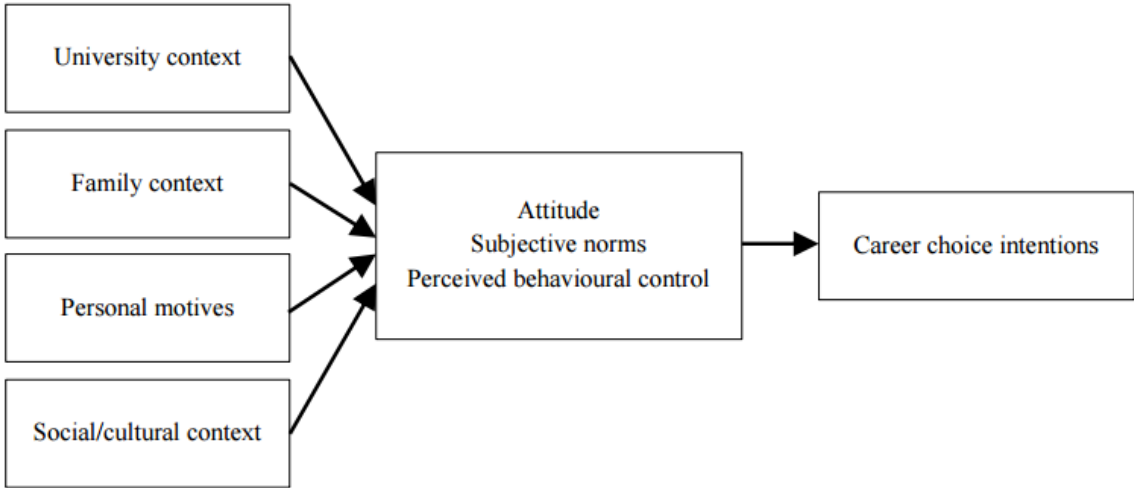 University context
Family context
Personal motives
Social/cultural context
Attitude
Subjective norms
Perceived behavioural control
Career choice intentions